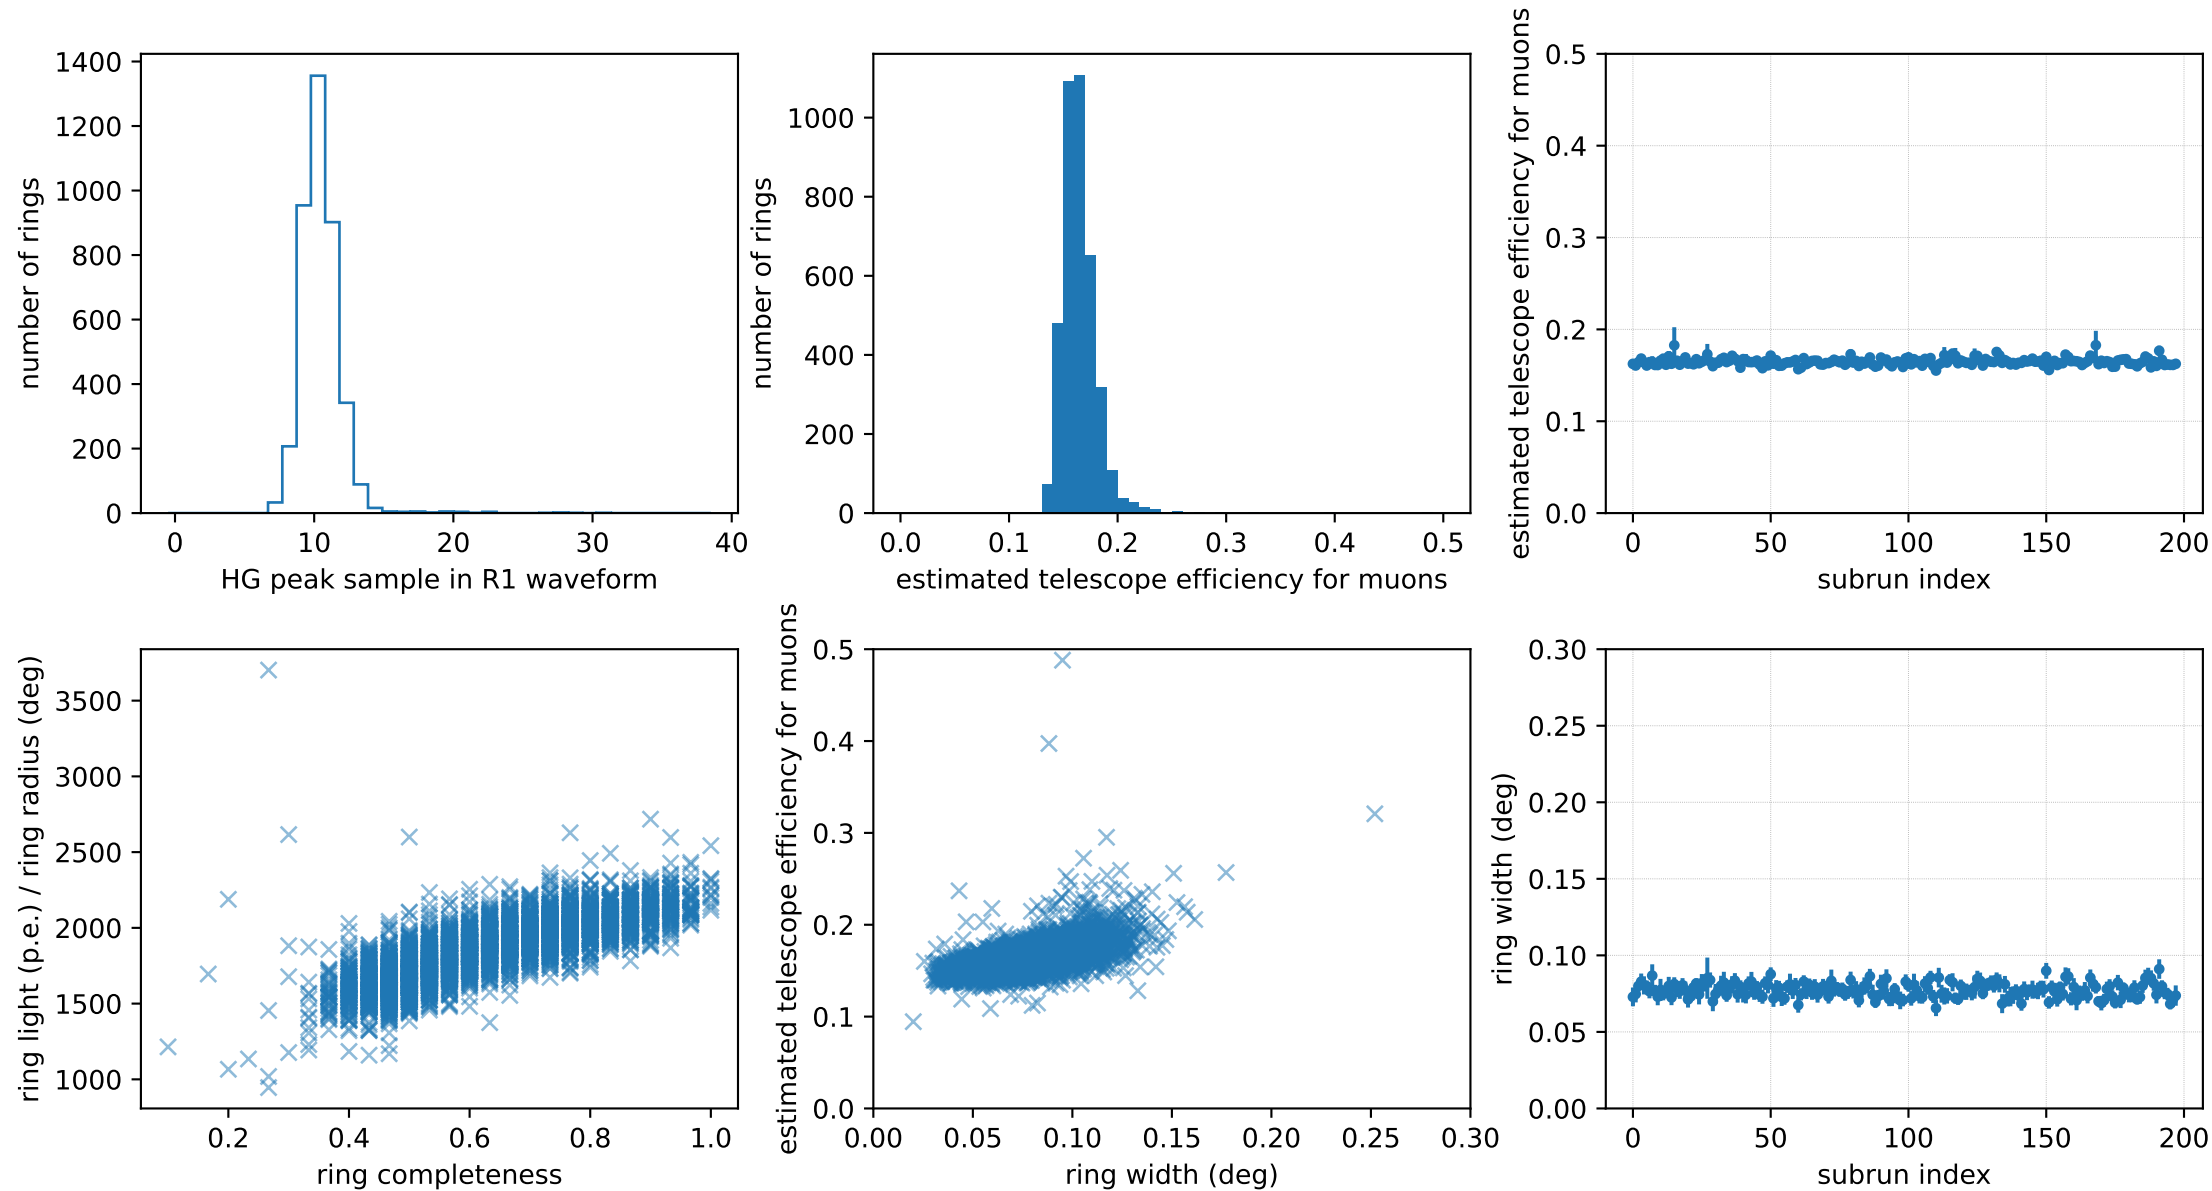 1400
1200
1000
800
600
400
200
0
number of rings
0 10 20 30 40
HG peak sample in R1 waveform
1000
800
600
400
200
0
number of rings
0.0 0.1 0.2 0.3 0.4 0.5
estimated telescope efficiency for muons
0.5
0.4
0.3
0.2
0.1
0.0
estimated telescope efficiency for muons
0 50 100 150 200
subrun index
3500
3000
2500
2000
1500
1000
ring light (p.e.) / ring radius (deg)
0.2 0.4 0.6 0.8 1.0
ring completeness
0.5
0.4
0.3
0.2
0.1
0.0
estimated telescope efficiency for muons
0.00 0.05 0.10 0.15 0.20 0.25 0.30
ring width (deg)
0.30
0.25
0.20
0.15
0.10
0.05
0.00
ring width (deg)
0 50 100 150 200
subrun index